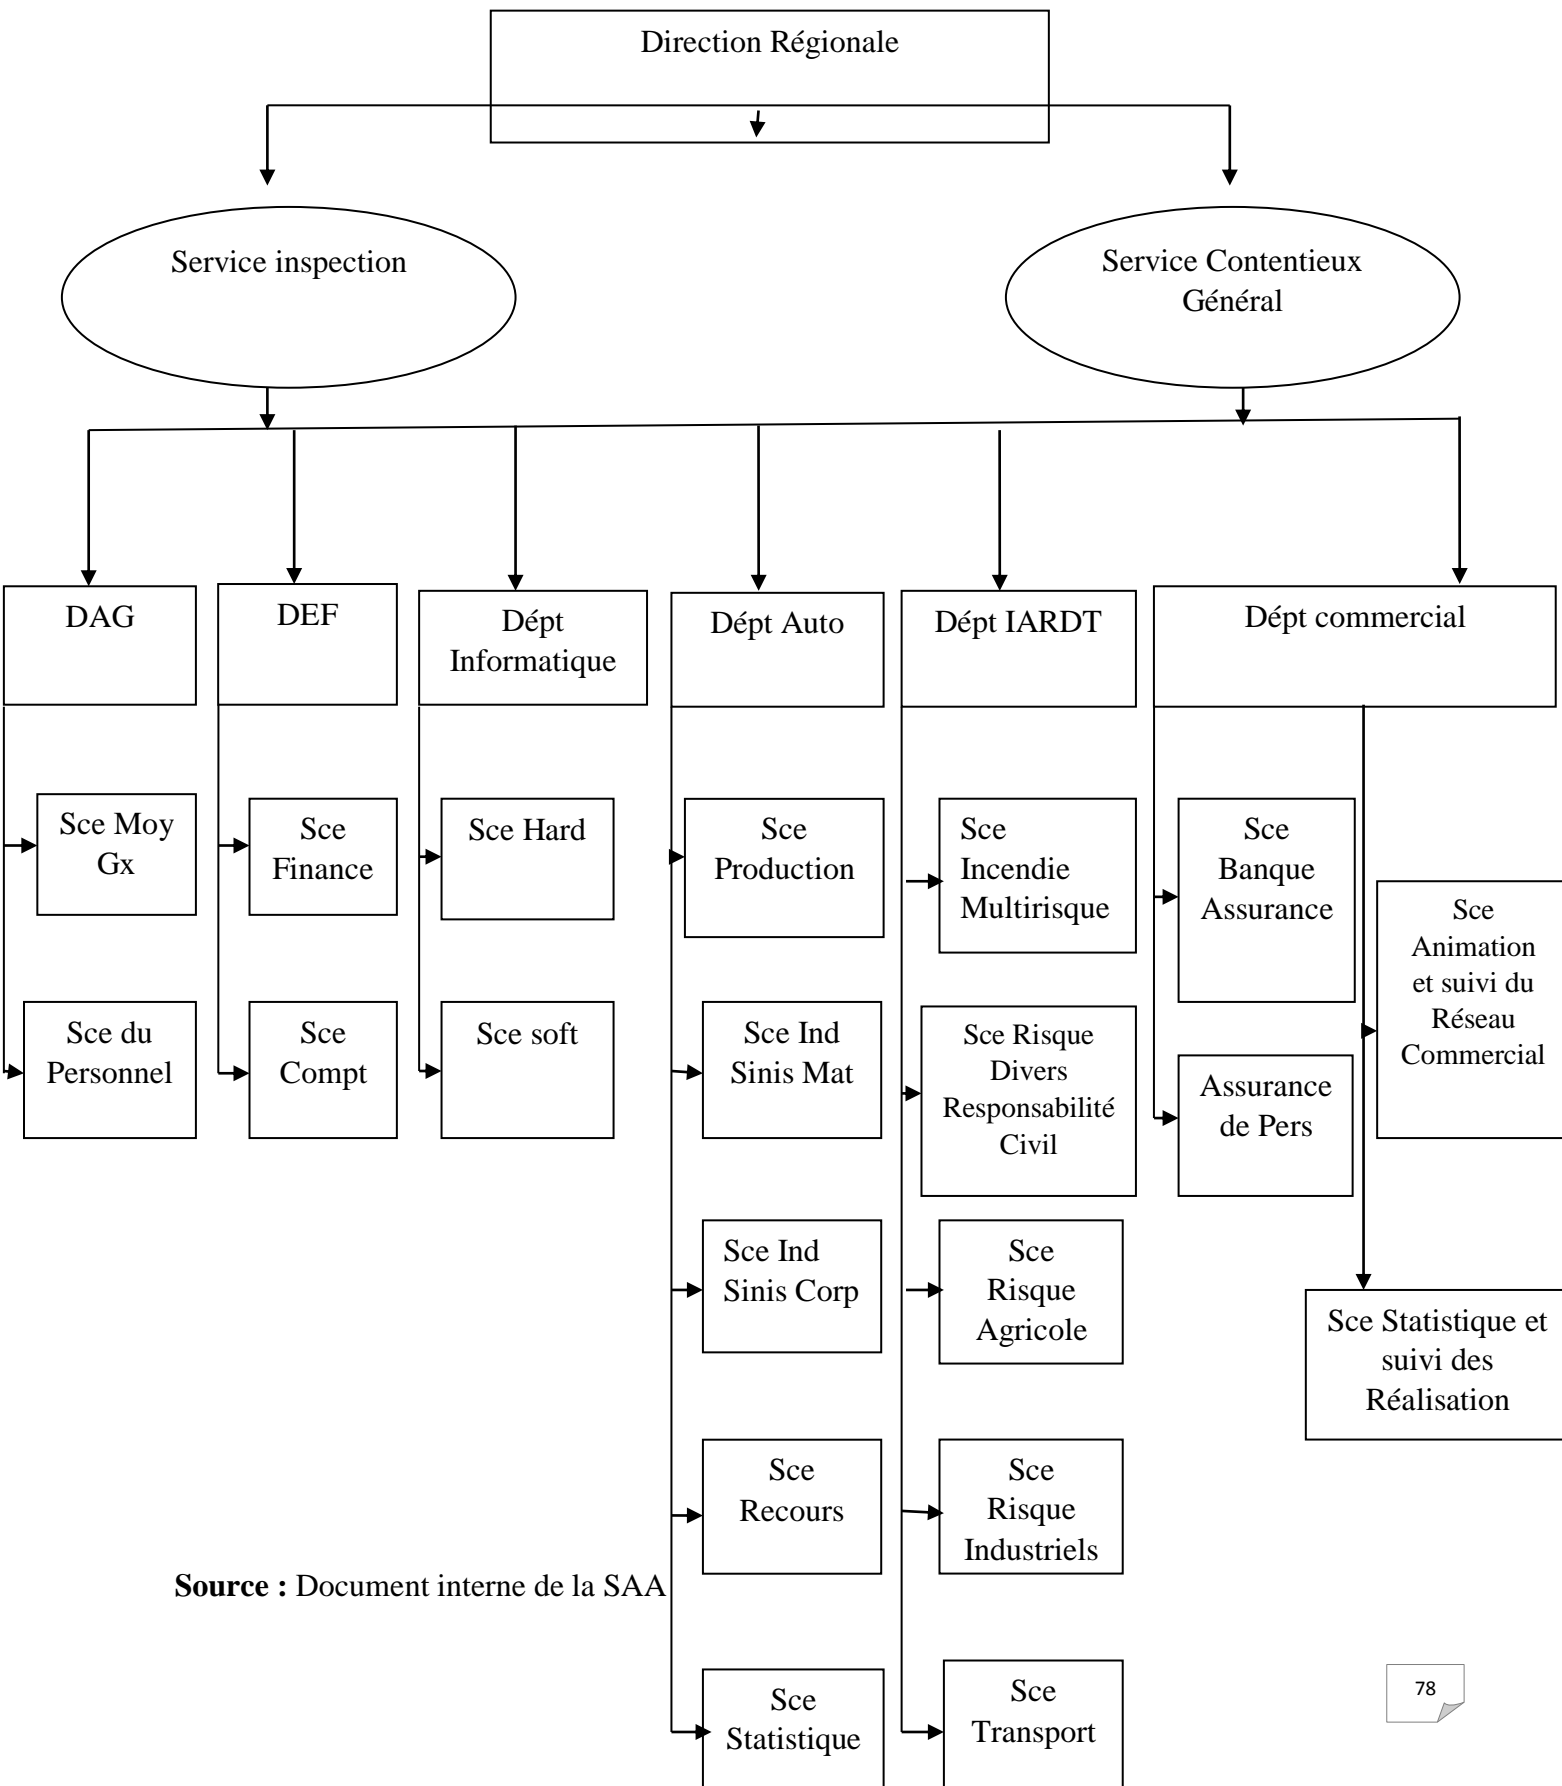 Direction Régionale
Service inspection
Service Contentieux
Général
DAG
DEF
Dépt
Informatique
Dépt Auto
Dépt IARDT
Dépt commercial
Sce Moy
Gx
Sce
Finance
Sce Hard
Sce
Production
Sce
Incendie
Multirisque
Sce
Banque
Assurance
Sce
Animation
et suivi du
Réseau
Commercial
Sce du
Personnel
Sce
Compt
Sce soft
Sce Ind
Sinis Mat
Sce Risque
Divers
Responsabilité
Civil
Assurance
de Pers
Sce Ind
Sinis Corp
Sce
Risque
Agricole
Sce Statistique et
suivi des
Réalisation
Sce
Recours
Sce
Risque
Industriels
Source : Document interne de la SAA
Sce
Statistique
Sce
Transport
78